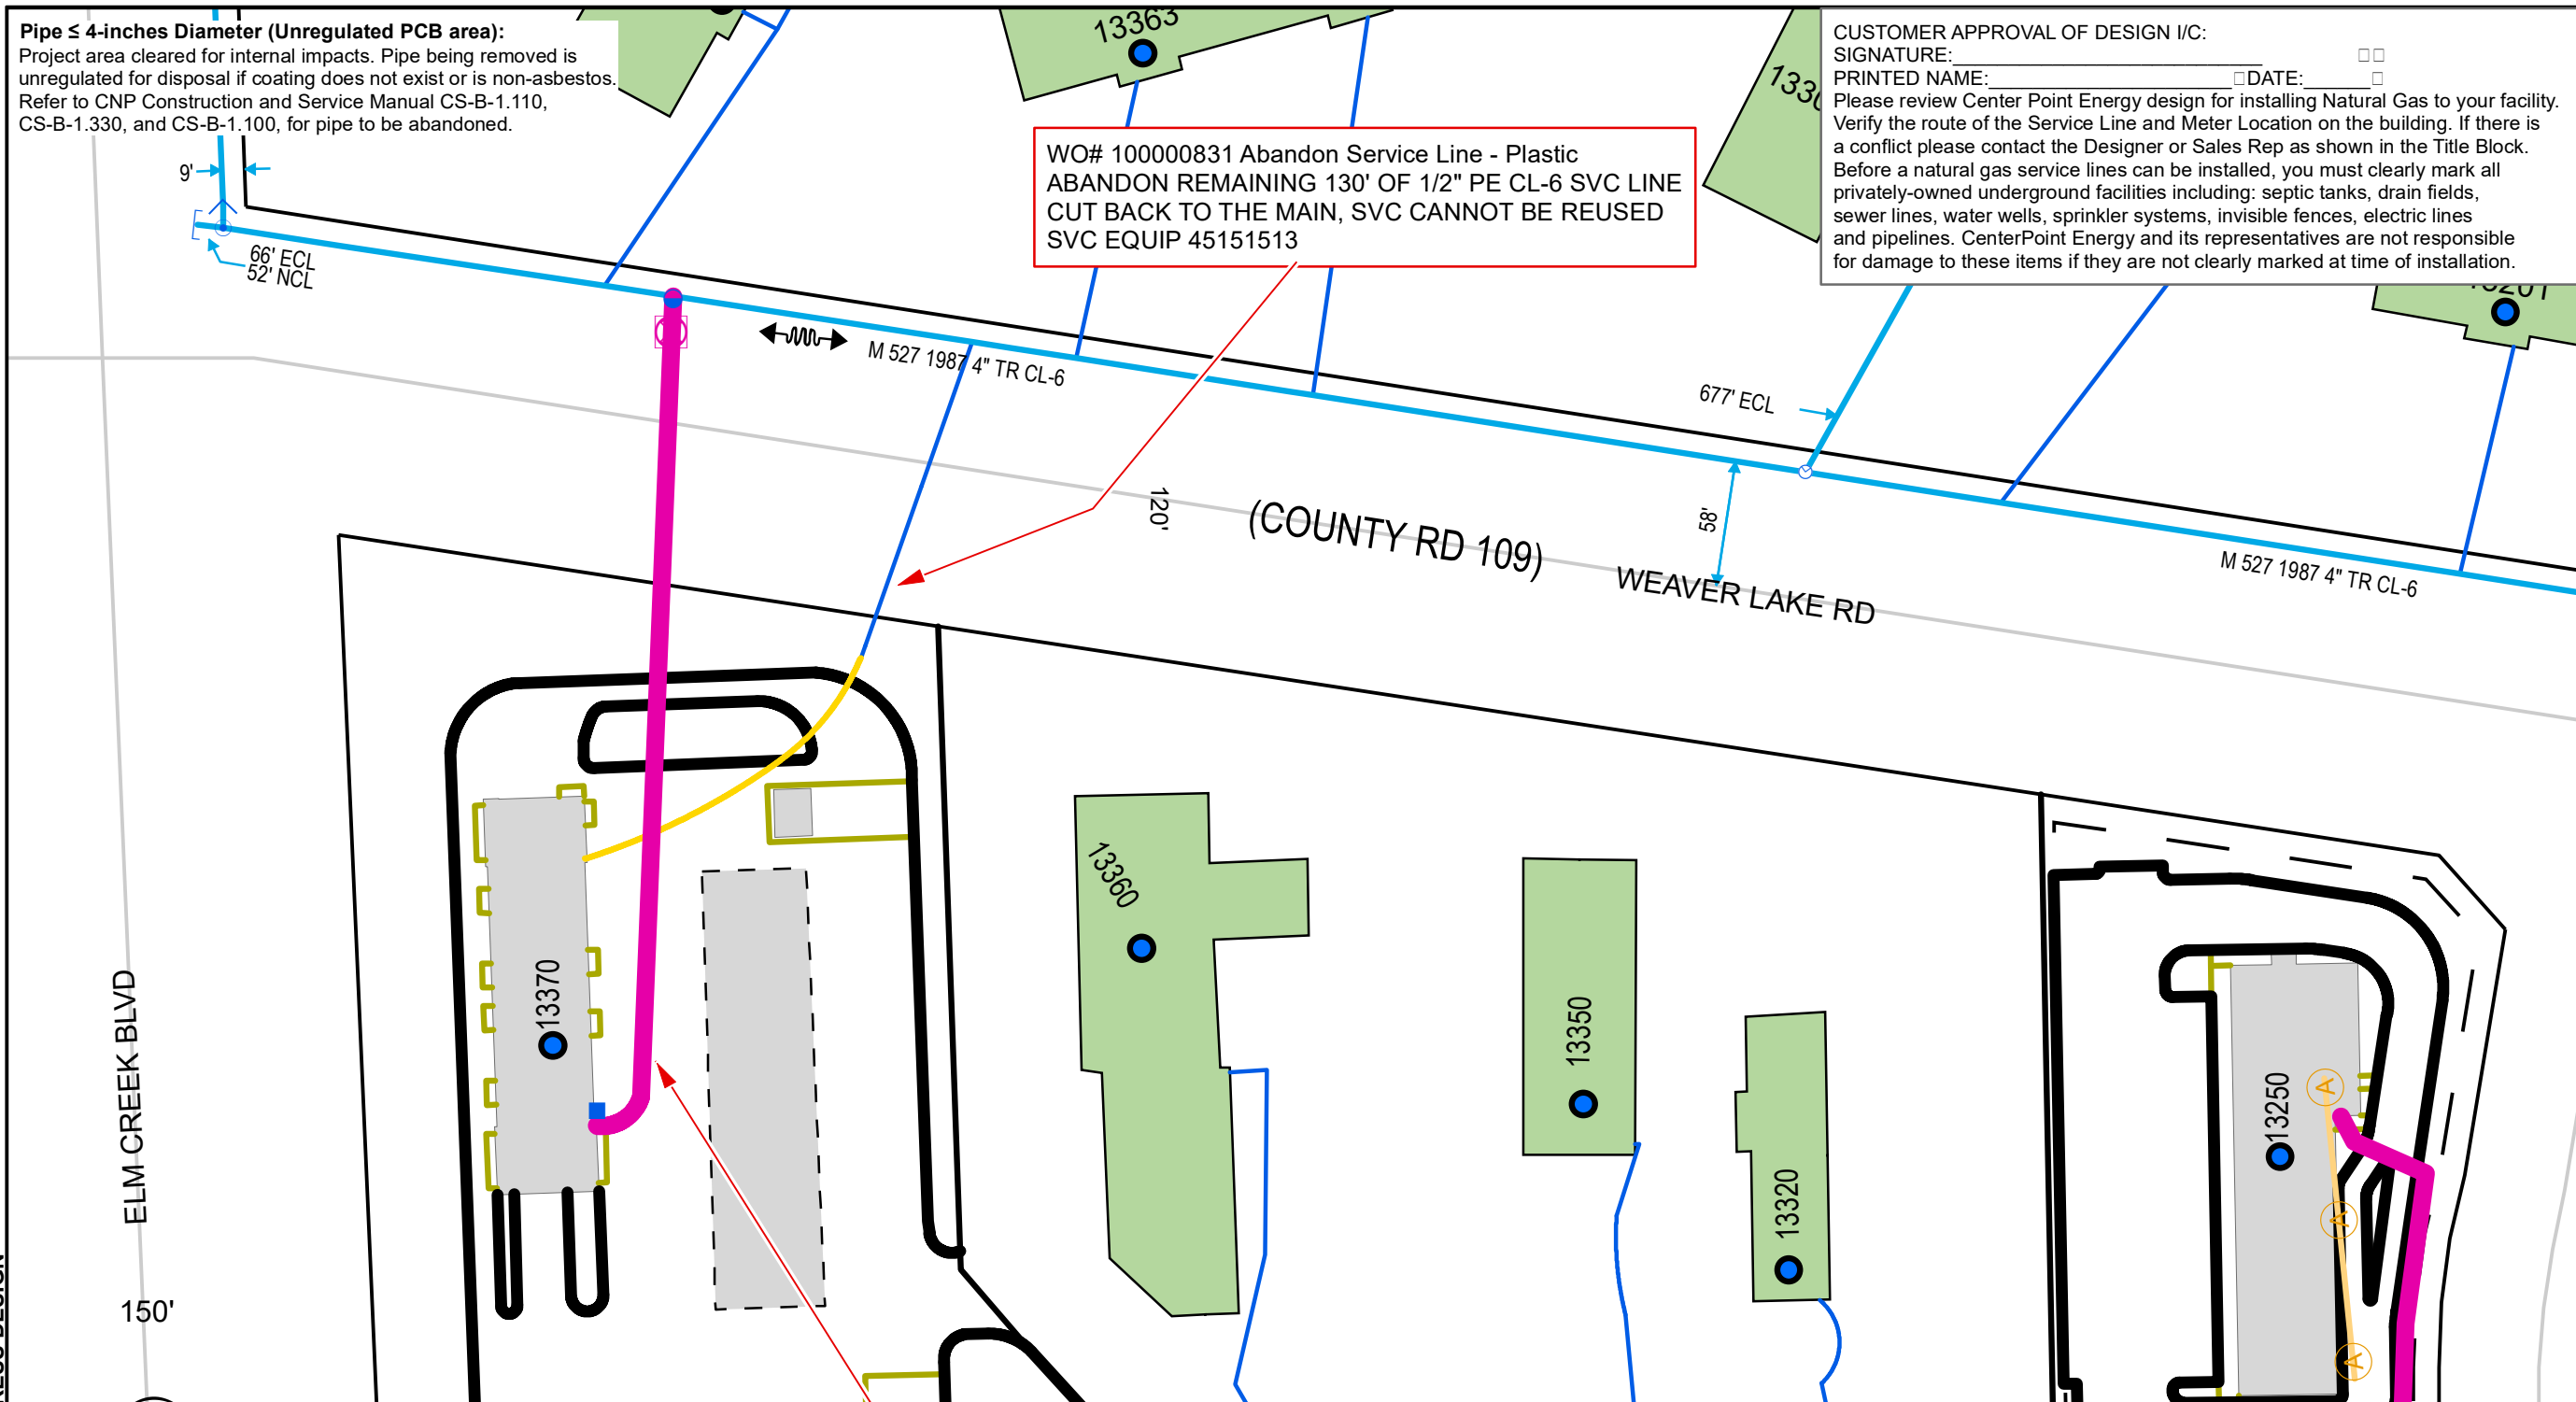 Pipe ≤ 4-inches Diameter (Unregulated PCB area):
Project area cleared for internal impacts. Pipe being removed is
unregulated for disposal if coating does not exist or is non-asbestos.
Refer to CNP Construction and Service Manual CS-B-1.110,
CS-B-1.330, and CS-B-1.100, for pipe to be abandoned.
CUSTOMER APPROVAL OF DESIGN I/C:
SIGNATURE:____________________________
PRINTED NAME:______________________ DATE:______
Please review Center Point Energy design for installing Natural Gas to your facility.
Verify the route of the Service Line and Meter Location on the building. If there is
a conflict please contact the Designer or Sales Rep as shown in the Title Block.
Before a natural gas service lines can be installed, you must clearly mark all
privately-owned underground facilities including: septic tanks, drain fields,
sewer lines, water wells, sprinkler systems, invisible fences, electric lines
and pipelines. CenterPoint Energy and its representatives are not responsible
for damage to these items if they are not clearly marked at time of installation.
13363
WO# 100000831 Abandon Service Line - Plastic
ABANDON REMAINING 130' OF 1/2" PE CL-6 SVC LINE
CUT BACK TO THE MAIN, SVC CANNOT BE REUSED
SVC EQUIP 45151513
9'
66' ECL
52' NCL
M 527 1987 4" TR CL-6
677' ECL
120'
(COUNTY RD 109)
58'
WEAVER LAKE RD
M 527 1987 4" TR CL-6
13360
13370
13350
13320
13250
A
A
A
ELM CREEK BLVD
150'